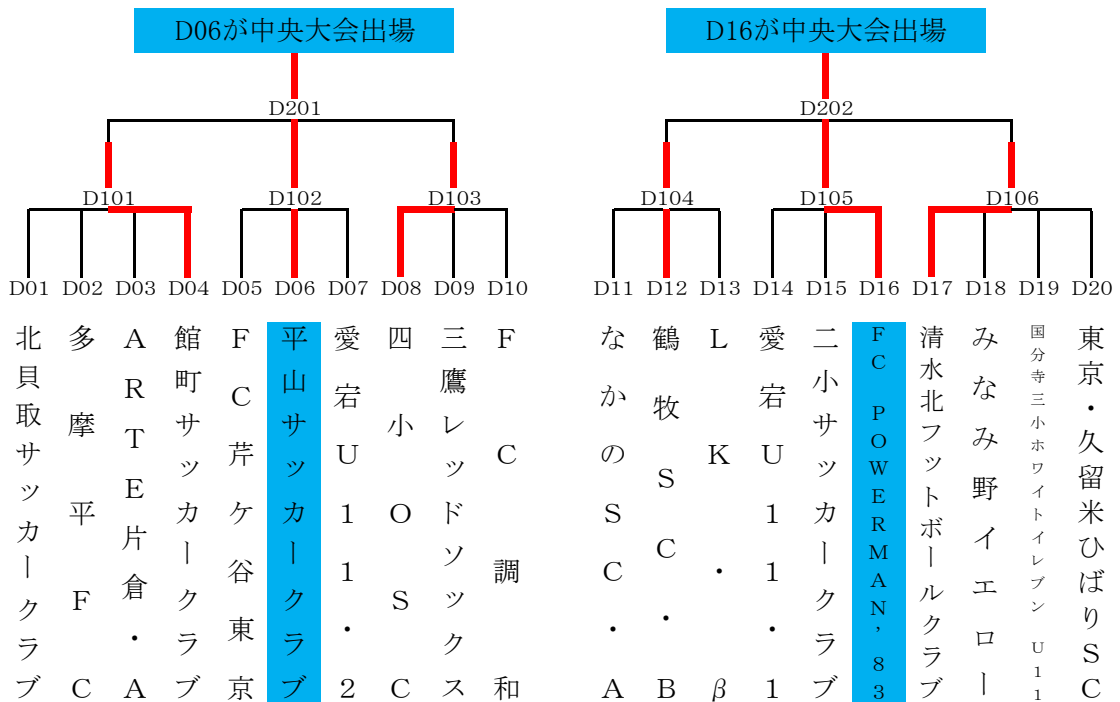 D06が中央大会出場
D16が中央大会出場
D201
D202
D101
D102
D103
D104
D105
D106
D01
D02
D03
D04
D05
D06
D07
D08
D09
D10
D11
D12
D13
D14
D15
D16
D17
D18
D19
D20
北貝取サッカークラブ
多摩平FC
ARTE片倉・A
館町サッカークラブ
FC芹ケ谷東京
平山サッカークラブ
愛宕U11・2
四小OSC
三鷹レッドソックス
FC調和
なかのSC・A
鶴牧SC・B
LK・β
愛宕U11・1
二小サッカークラブ
FC POWERMAN'83
清水北フットボールクラブ
みなみ野イエロー
国分寺三小ホワイトイレブン U11
東京・久留米ひばりSC